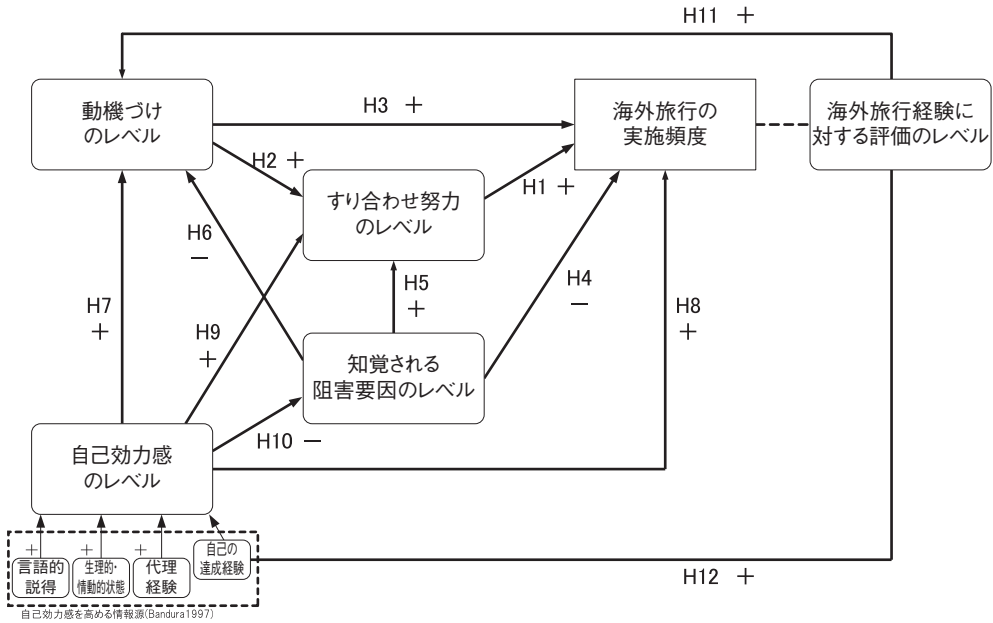 H11 +
動機づけ
のレベル
H3 +
海外旅行の
実施頻度
海外旅行経験に
対する評価のレベル
H2 +
H1 +
すり合わせ努力
のレベル
H6
−
H5
+
H4
−
H7
+
H9
+
H8
+
知覚される
阻害要因のレベル
H10 −
自己効力感
のレベル
+
+
+
言語的
説得
生理的・
情動的状態
代理
経験
自己の
達成経験
H12 +
自己効力感を高める情報源(Bandura1997)